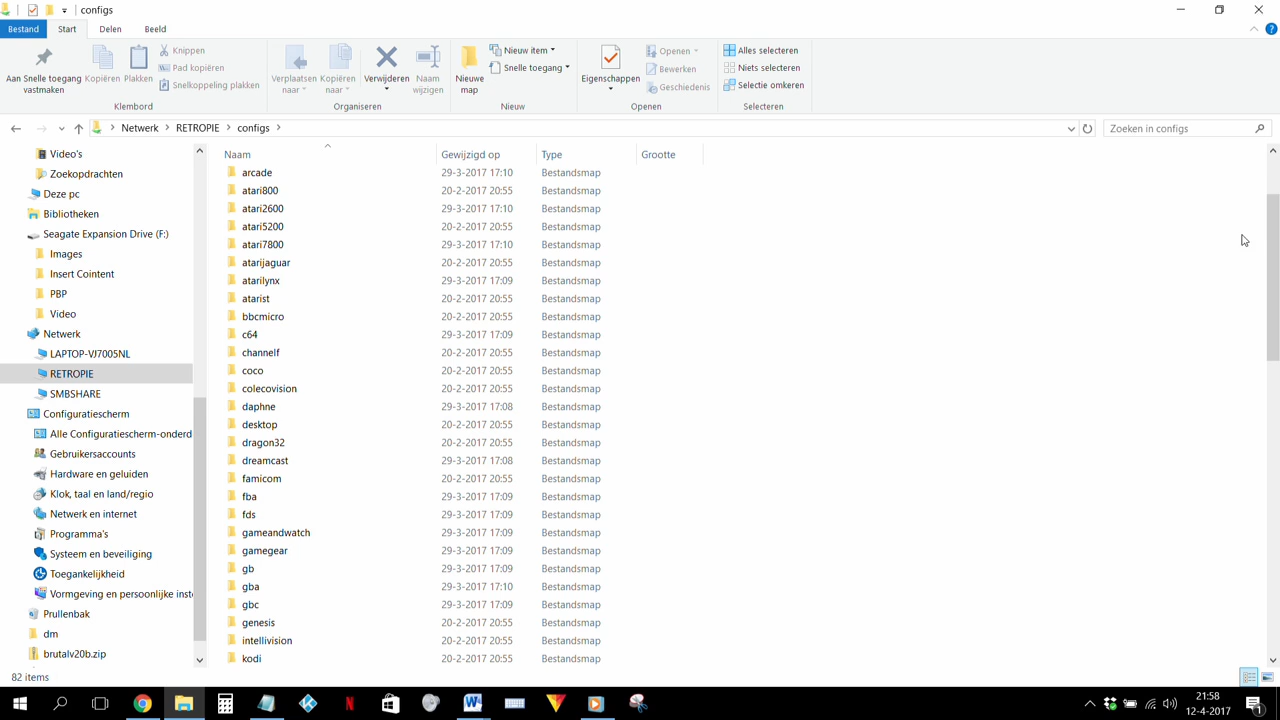 configs
Bestand Start Delen Beeld
Aan Snelle toegang vastmaken
Kopiëren
Plakken
Knippen
Pad kopiëren
Snelkoppeling plakken
Klembord
Verplaatsen naar
Kopiëren naar
Verwijderen
Naam wijzigen
Organiseren
Nieuwe map
Nieuw item
Snelle toegang
Nieuw
Eigenschappen
Openen
Bewerken
Geschiedenis
Openen
Alles selecteren
Niets selecteren
Selectie omkeren
Selecteren
Netwerk RETROPIE configs
Zoeken in configs
Video's
Zoekopdrachten
Deze pc
Bibliotheken
Seagate Expansion Drive (F:)
Images
Insert Cointent
PBP
Video
Netwerk
LAPTOP-VJ7005NL
RETROPIE
SMBSHARE
Configuratiescherm
Alle Configuratiescherm-onderd
Gebruikersaccounts
Hardware en geluiden
Klok, taal en land/regio
Netwerk en internet
Programma's
Systeem en beveiliging
Toegankelijkheid
Vormgeving en persoonlijke inst
Prullenbak
dm
brutalv20b.zip
Naam Gewijzigd op Type Grootte
arcade 29-3-2017 17:10 Bestandsmap
atari800 20-2-2017 20:55 Bestandsmap
atari2600 29-3-2017 17:10 Bestandsmap
atari5200 20-2-2017 20:55 Bestandsmap
atari7800 29-3-2017 17:10 Bestandsmap
atarijaguar 20-2-2017 20:55 Bestandsmap
atarilynx 29-3-2017 17:09 Bestandsmap
atarist 20-2-2017 20:55 Bestandsmap
bbcmicro 20-2-2017 20:55 Bestandsmap
c64 29-3-2017 17:09 Bestandsmap
channelf 20-2-2017 20:55 Bestandsmap
coco 20-2-2017 20:55 Bestandsmap
colecovision 20-2-2017 20:55 Bestandsmap
daphne 29-3-2017 17:08 Bestandsmap
desktop 20-2-2017 20:55 Bestandsmap
dragon32 20-2-2017 20:55 Bestandsmap
dreamcast 29-3-2017 17:08 Bestandsmap
famicom 20-2-2017 20:55 Bestandsmap
fba 29-3-2017 17:09 Bestandsmap
fds 29-3-2017 17:09 Bestandsmap
gameandwatch 29-3-2017 17:09 Bestandsmap
gamegear 29-3-2017 17:09 Bestandsmap
gb 29-3-2017 17:09 Bestandsmap
gba 29-3-2017 17:10 Bestandsmap
gbc 29-3-2017 17:09 Bestandsmap
genesis 20-2-2017 20:55 Bestandsmap
intellivision 20-2-2017 20:55 Bestandsmap
kodi 20-2-2017 20:55 Bestandsmap
82 items
21:58
12-4-2017